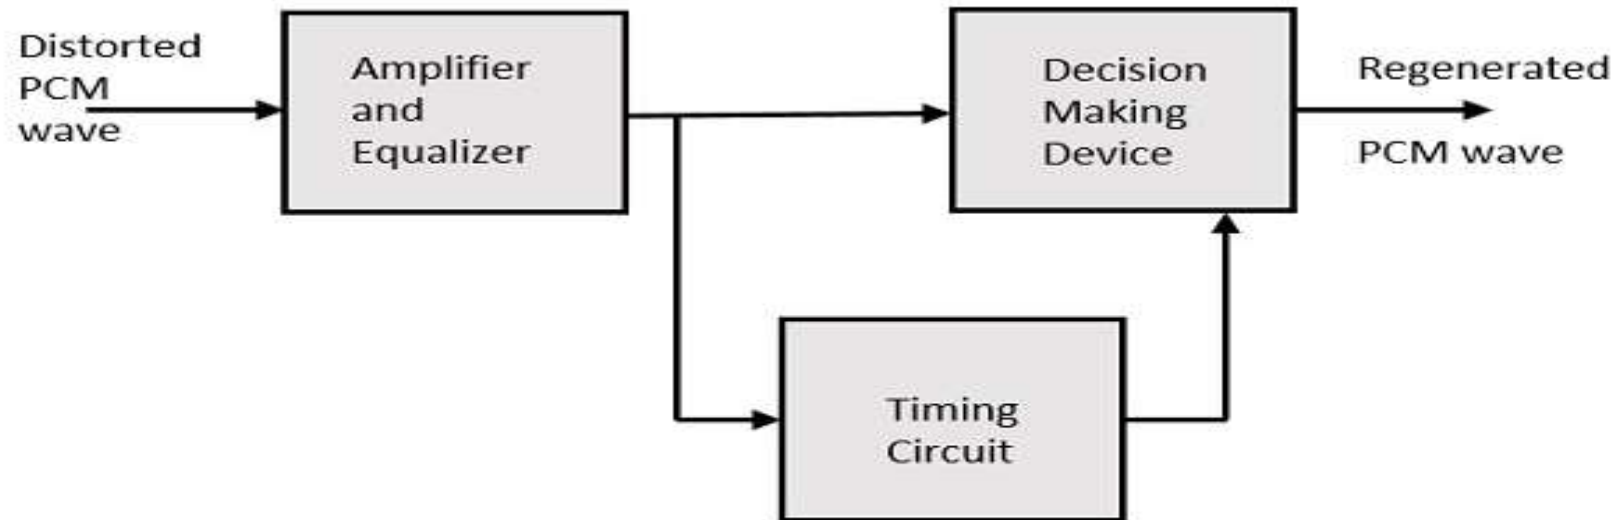 Distorted
PCM
wave
Amplifier
and
Equalizer
Decision
Making
Device
Regenerated
PCM wave
Timing
Circuit